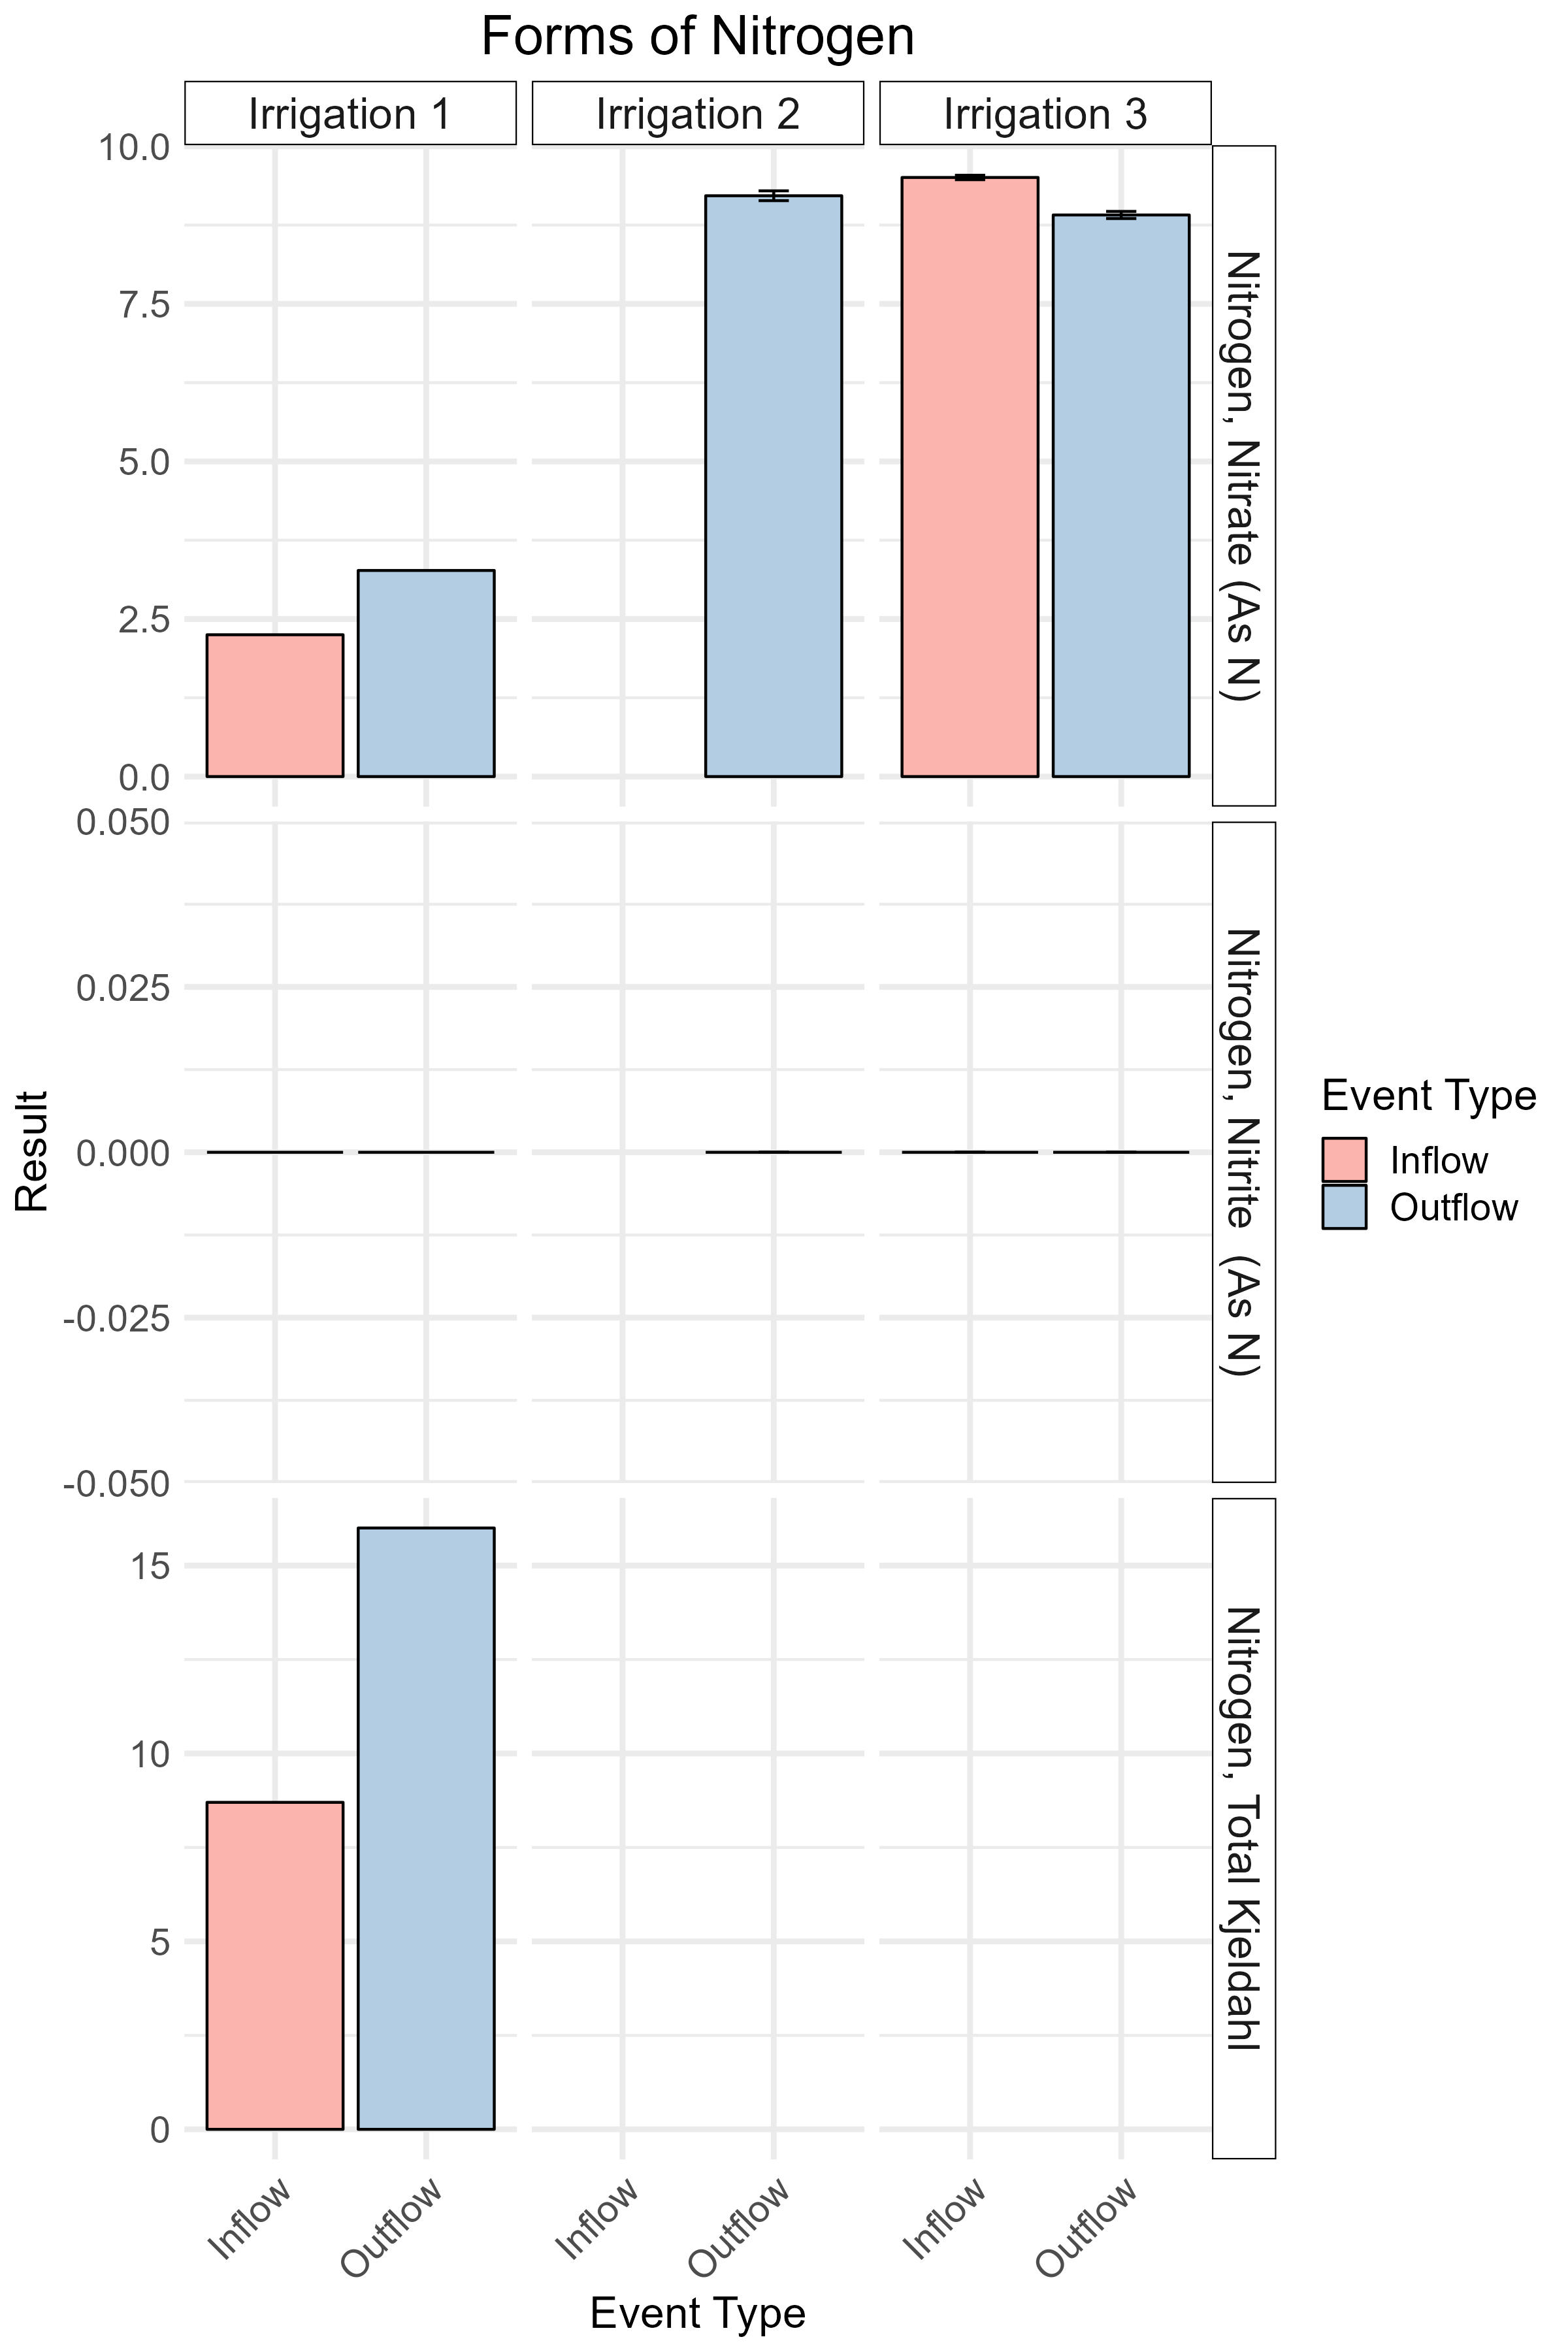 Forms of Nitrogen
Irrigation 1
Irrigation 2
Irrigation 3
10.0
7.5
5.0
2.5
0.0
Nitrogen, Nitrate (As N)
0.050
0.025
0.000
-0.025
-0.050
Nitrogen, Nitrite  (As N)
15
10
5
0
Nitrogen, Total Kjeldahl
Result
Inflow
Outflow
Inflow
Outflow
Inflow
Outflow
Event Type
Event Type
Inflow
Outflow